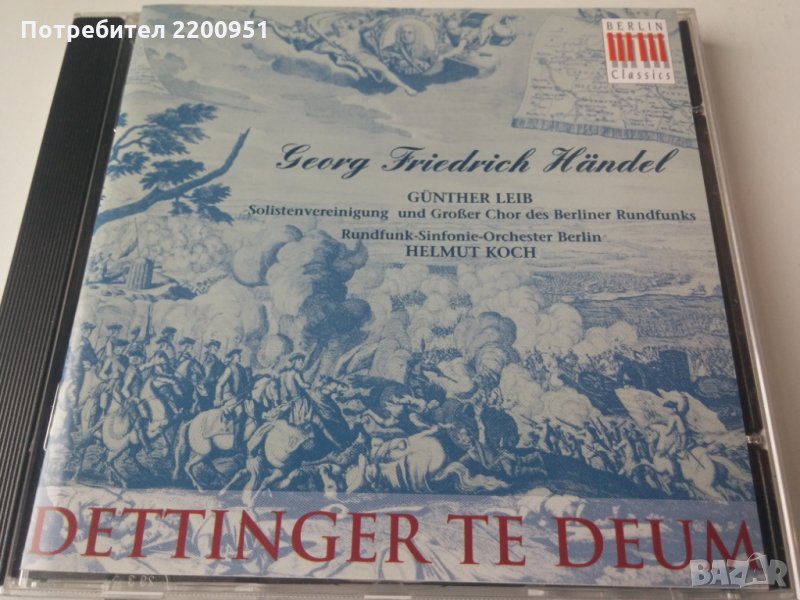 Потребител 2200951
BERLIN
Classics
Georg Friedrich Händel
GÜNTHER LEIB
Solistenvereinigung und Großer Chor des Berliner Rundfunks
Rundfunk-Sinfonie-Orchester Berlin
HELMUT KOCH
DETTINGER TE DEUM
BAZAR